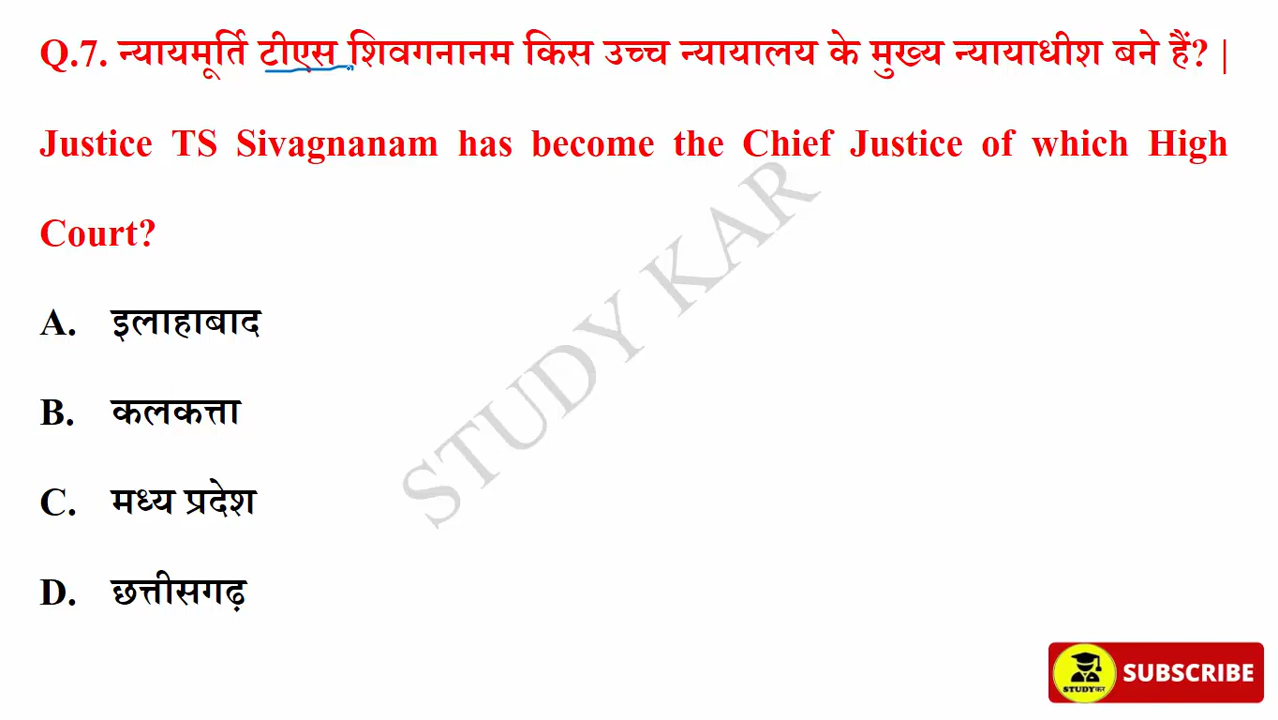 Q.7. न्यायमूर्ति टीएस शिवगनानम किस उच्च न्यायालय के मुख्य न्यायाधीश बने हैं? |
Justice TS Sivagnanam has become the Chief Justice of which High
Court?
A. इलाहाबाद
B. कलकत्ता
C. मध्य प्रदेश
D. छत्तीसगढ़
STUDY KAR
STUDYकर
SUBSCRIBE